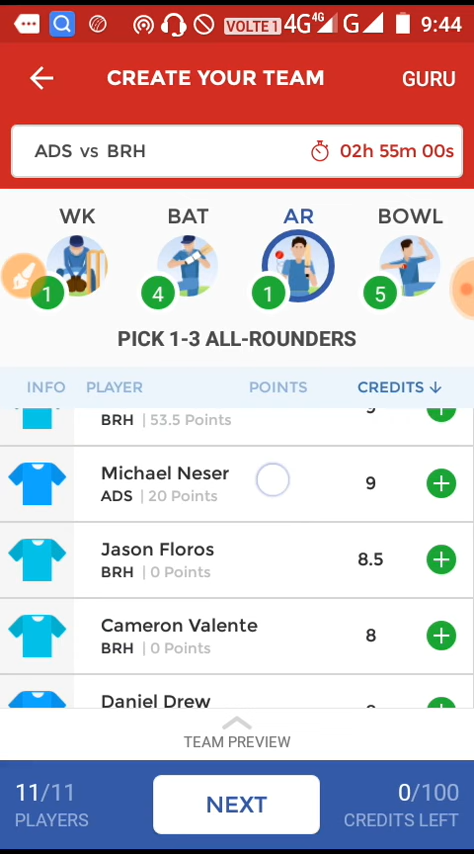 VOLTE 1 4G 4G G 9:44
CREATE YOUR TEAM GURU
ADS vs BRH 02h 55m 00s
WK BAT AR BOWL
1 4 1 5
PICK 1-3 ALL-ROUNDERS
INFO PLAYER POINTS CREDITS ↓
BRH | 53.5 Points
Michael Neser
ADS | 20 Points 9
Jason Floros
BRH | 0 Points 8.5
Cameron Valente
BRH | 0 Points 8
Daniel Drew
TEAM PREVIEW
11/11 PLAYERS
NEXT
0/100 CREDITS LEFT